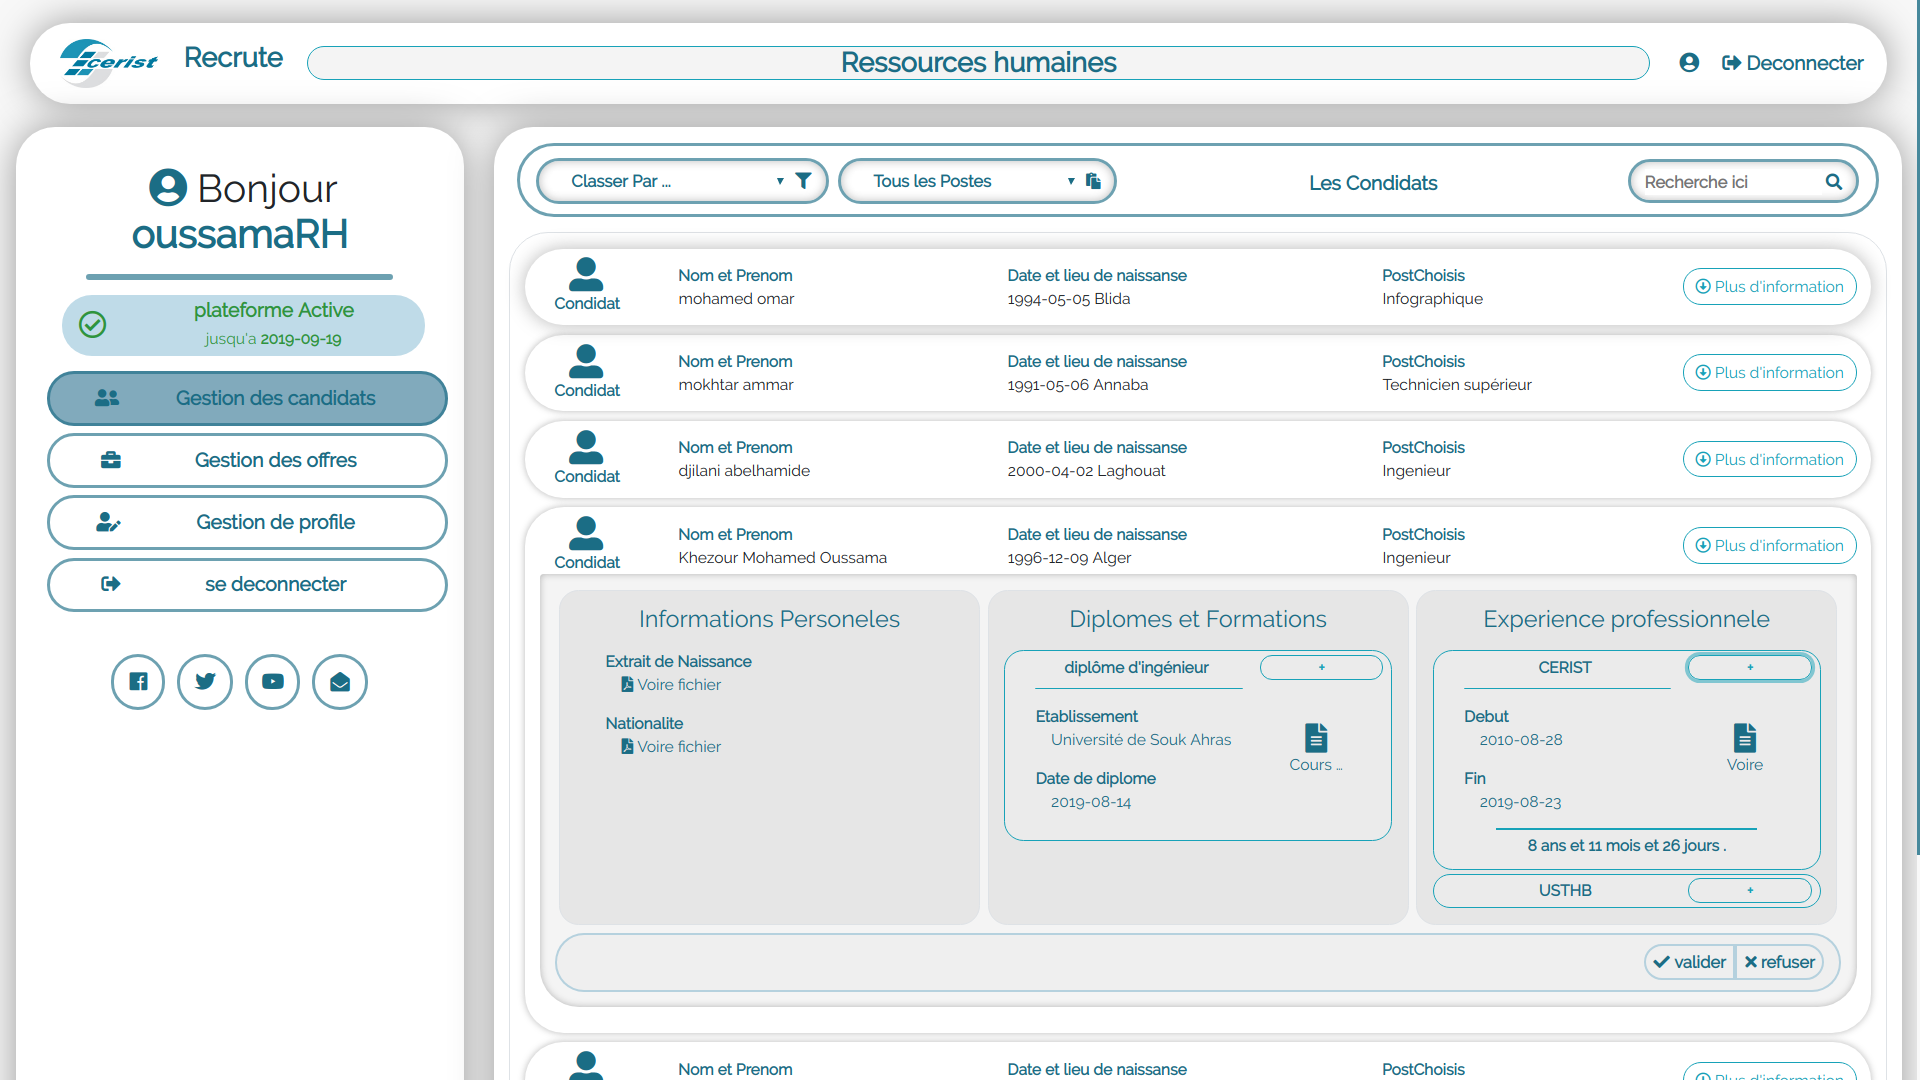 cerist
Recrute
Ressources humaines
Deconnecter
Bonjour
oussamaRH
plateforme Active
jusqu'a 2019-09-19
Gestion des candidats
Gestion des offres
Gestion de profile
se deconnecter
Classer Par ...
Tous les Postes
Les Condidats
Recherche ici
Condidat
Nom et Prenom
mohamed omar
Date et lieu de naissanse
1994-05-05 Blida
PostChoisis
Infographique
Plus d'information
Condidat
Nom et Prenom
mokhtar ammar
Date et lieu de naissanse
1991-05-06 Annaba
PostChoisis
Technicien supérieur
Plus d'information
Condidat
Nom et Prenom
djilani abelhamide
Date et lieu de naissanse
2000-04-02 Laghouat
PostChoisis
Ingenieur
Plus d'information
Condidat
Nom et Prenom
Khezour Mohamed Oussama
Date et lieu de naissanse
1996-12-09 Alger
PostChoisis
Ingenieur
Plus d'information
Informations Personeles
Extrait de Naissance
Voire fichier
Nationalite
Voire fichier
Diplomes et Formations
diplôme d'ingénieur
+
Etablissement
Université de Souk Ahras
Date de diplome
2019-08-14
Cours ...
Experience professionnele
CERIST
+
Debut
2010-08-28
Fin
2019-08-23
Voire
8 ans et 11 mois et 26 jours .
USTHB
+
valider
refuser
Nom et Prenom
Date et lieu de naissanse
PostChoisis
Plus d'information